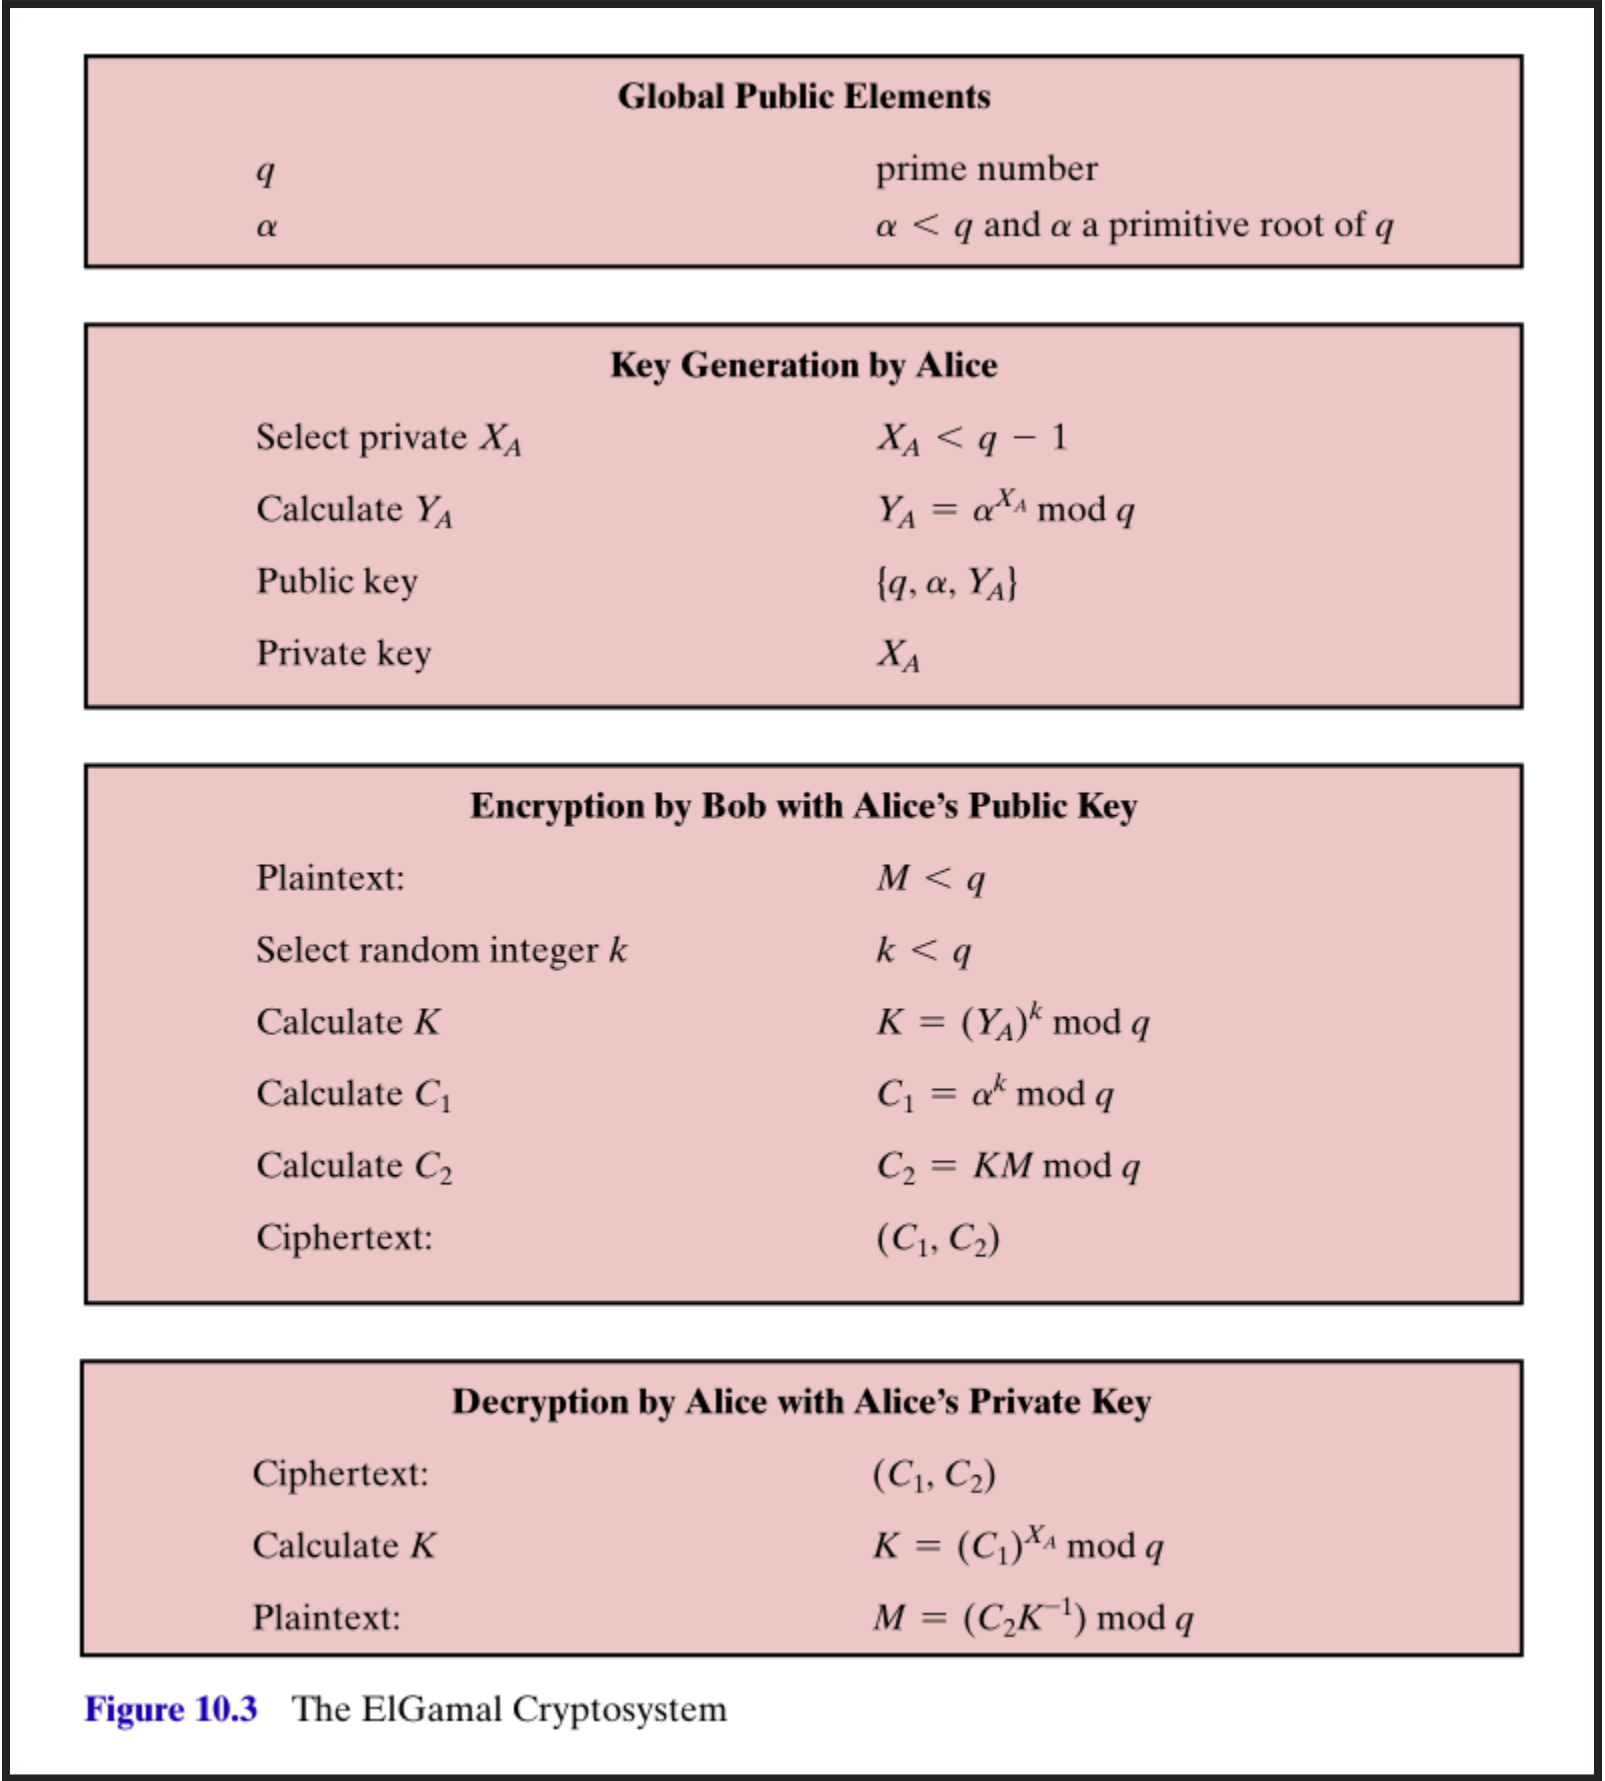 Global Public Elements
q prime number
α α < q and α a primitive root of q
Key Generation by Alice
Select private X_A X_A < q − 1
Calculate Y_A Y_A = α^{X_A} mod q
Public key {q, α, Y_A}
Private key X_A
Encryption by Bob with Alice’s Public Key
Plaintext: M < q
Select random integer k k < q
Calculate K K = (Y_A)^k mod q
Calculate C_1 C_1 = α^k mod q
Calculate C_2 C_2 = KM mod q
Ciphertext: (C_1, C_2)
Decryption by Alice with Alice’s Private Key
Ciphertext: (C_1, C_2)
Calculate K K = (C_1)^{X_A} mod q
Plaintext: M = (C_2K^{−1}) mod q
Figure 10.3 The ElGamal Cryptosystem